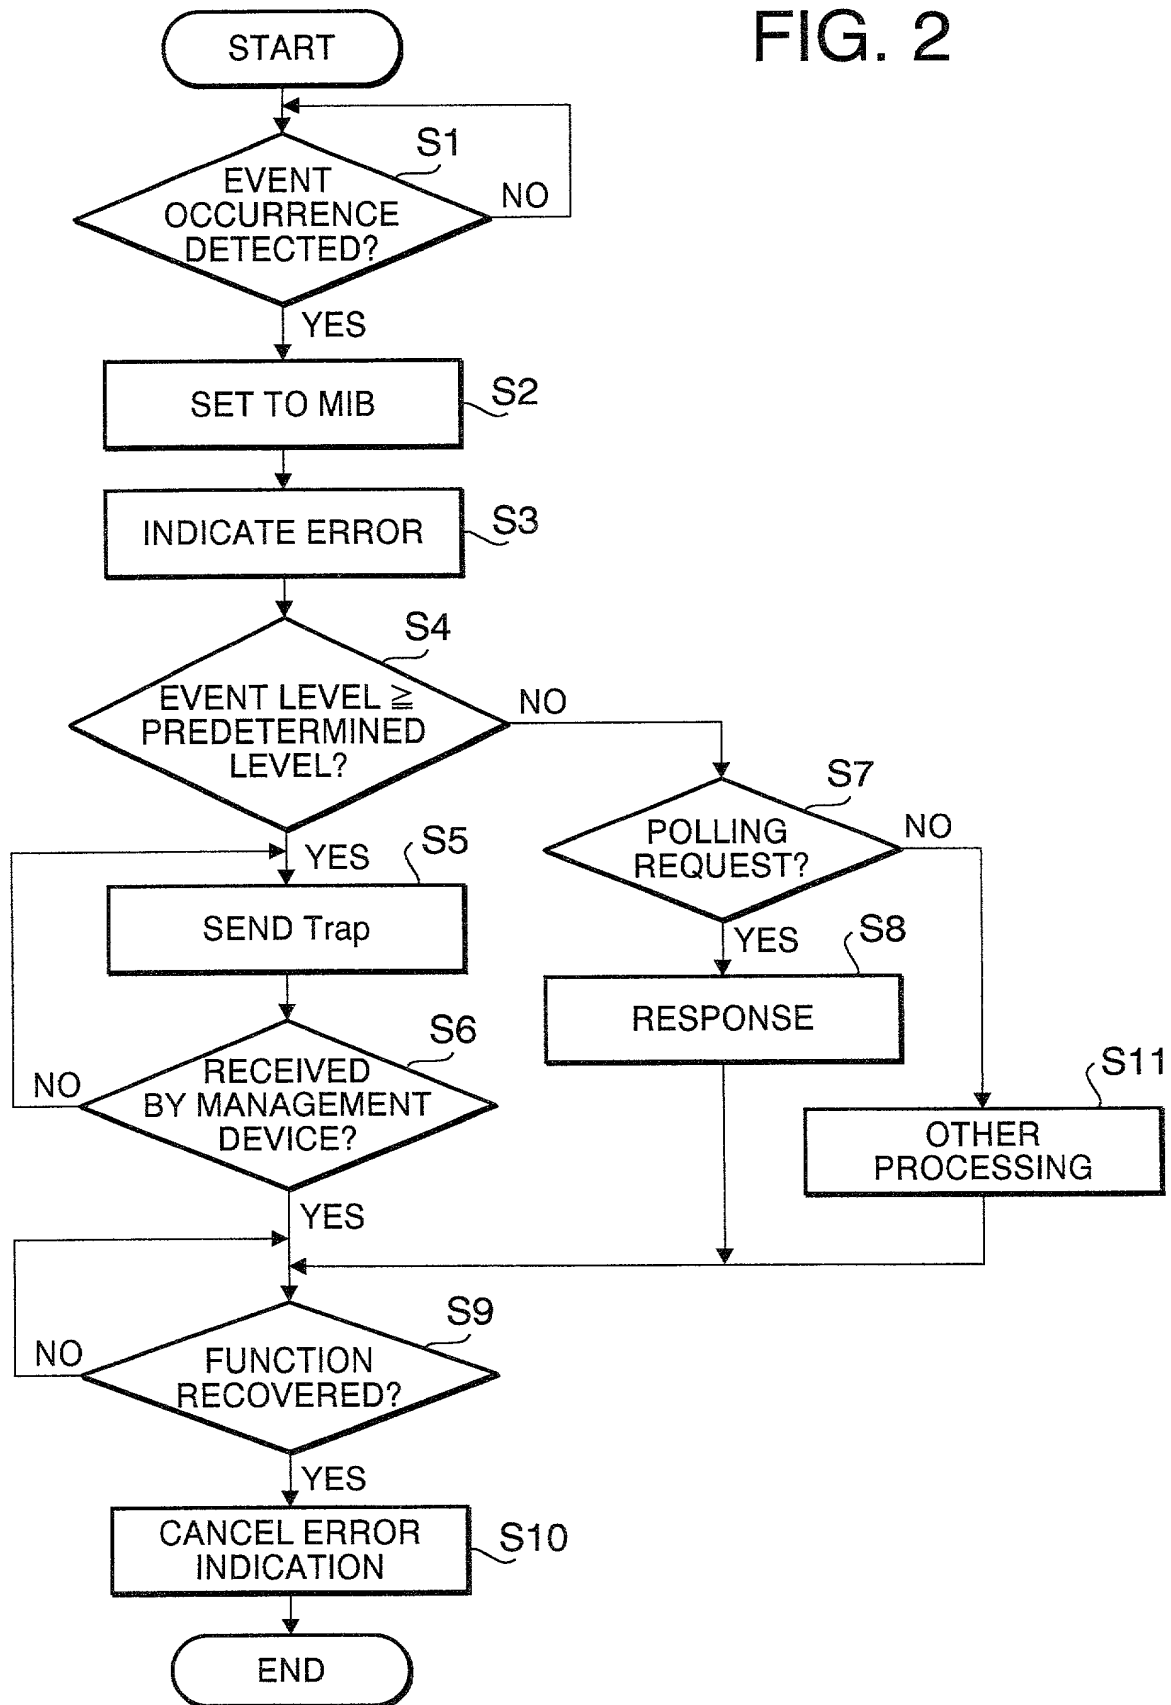 FIG. 2
START
S1
EVENT
OCCURRENCE
DETECTED?
NO
YES
SET TO MIB
S2
INDICATE ERROR
S3
S4
EVENT LEVEL ≧
PREDETERMINED
LEVEL?
NO
YES
S5
SEND Trap
S6
RECEIVED
BY MANAGEMENT
DEVICE?
NO
YES
S7
POLLING
REQUEST?
NO
YES
S8
RESPONSE
S11
OTHER
PROCESSING
S9
FUNCTION
RECOVERED?
NO
YES
CANCEL ERROR
INDICATION
S10
END